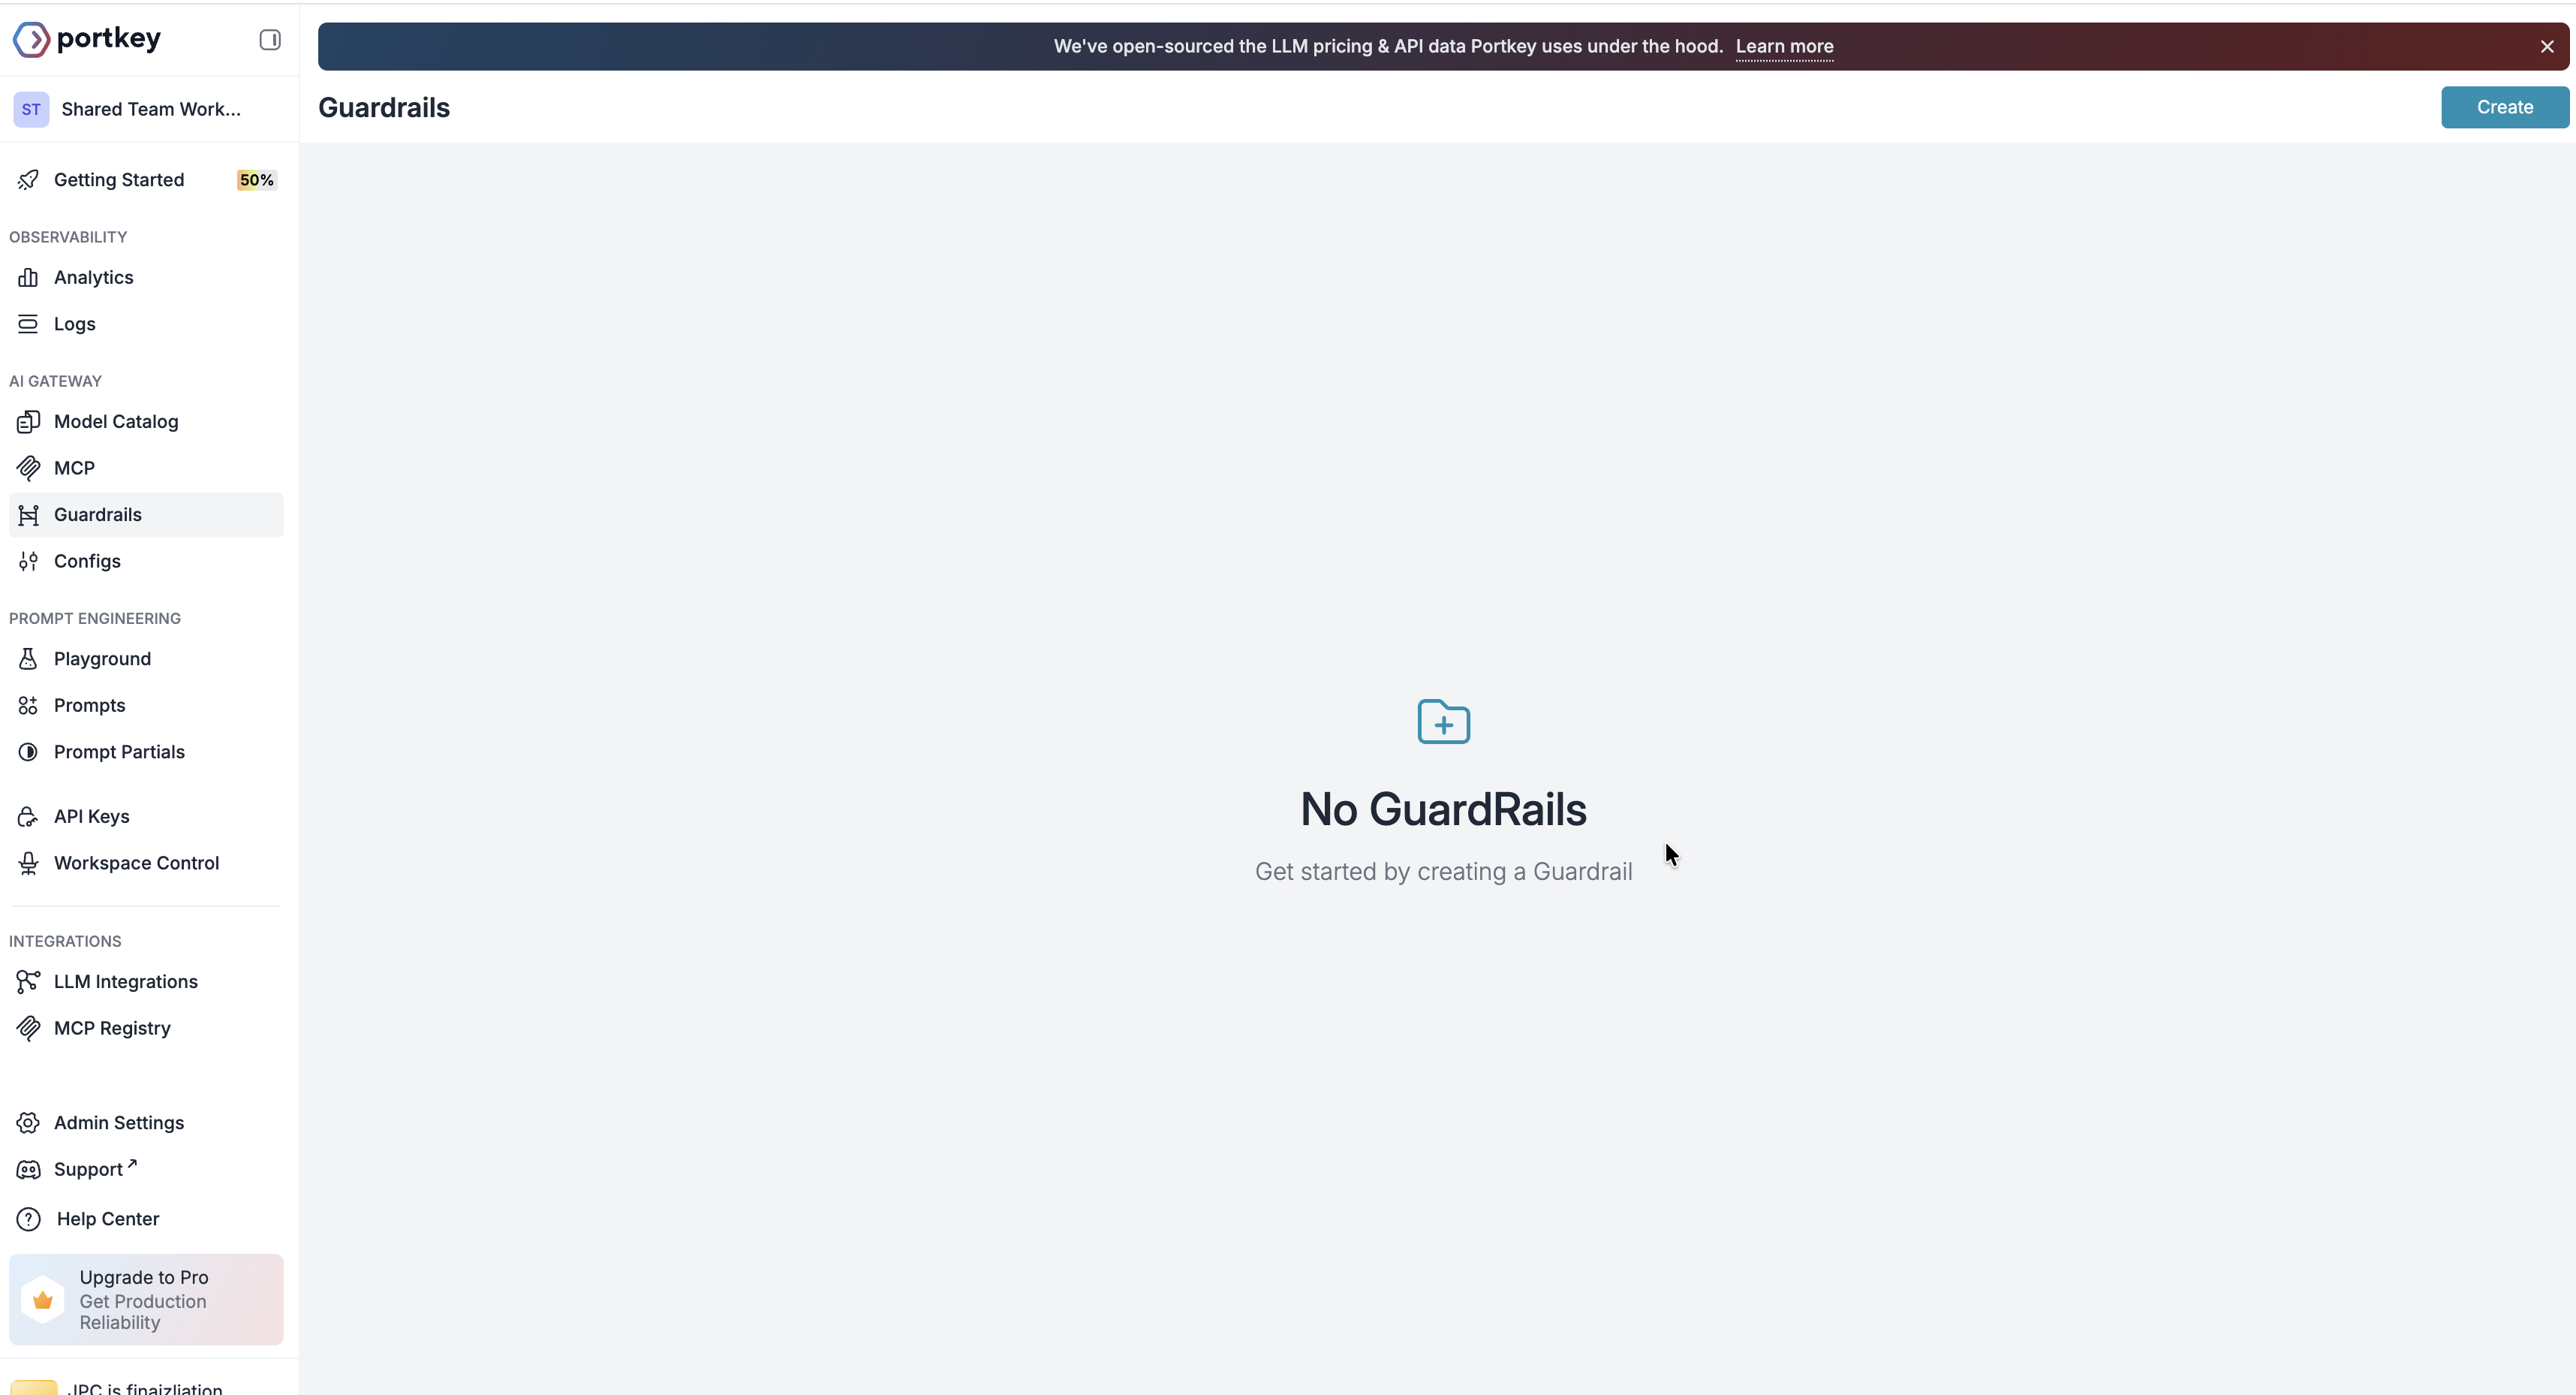 portkey
ST Shared Team Work...
Getting Started 50%
OBSERVABILITY
Analytics
Logs
AI GATEWAY
Model Catalog
MCP
Guardrails
Configs
PROMPT ENGINEERING
Playground
Prompts
Prompt Partials
API Keys
Workspace Control
INTEGRATIONS
LLM Integrations
MCP Registry
Admin Settings
Support
Help Center
Upgrade to Pro
Get Production
Reliability
JPC is finaizliation
We've open-sourced the LLM pricing & API data Portkey uses under the hood. Learn more
Guardrails
Create
No GuardRails
Get started by creating a Guardrail